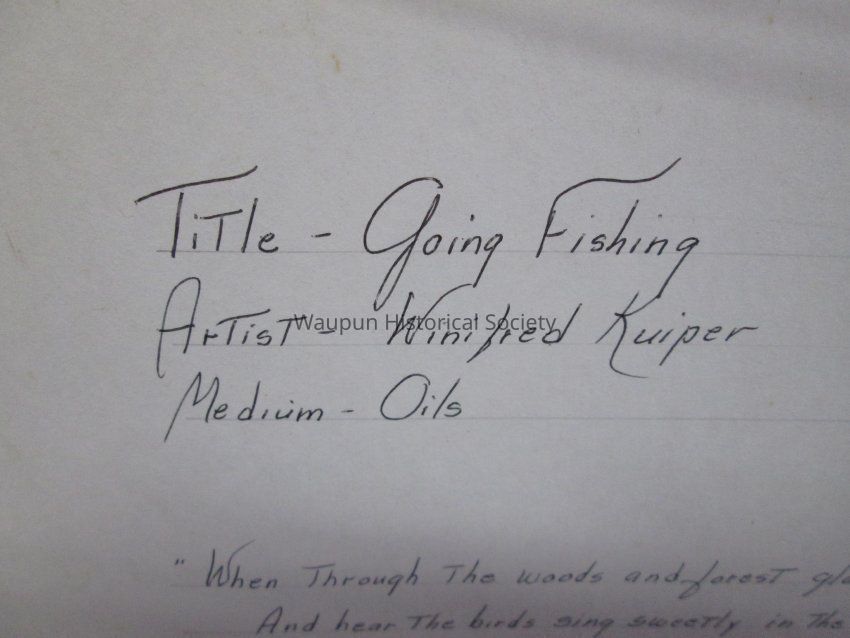 Title - Going Fishing
Artist - Winifred Kuiper
Waupun Historical Society
Medium - Oils
"When Through The woods and forest
And hear The birds sing sweetly in The